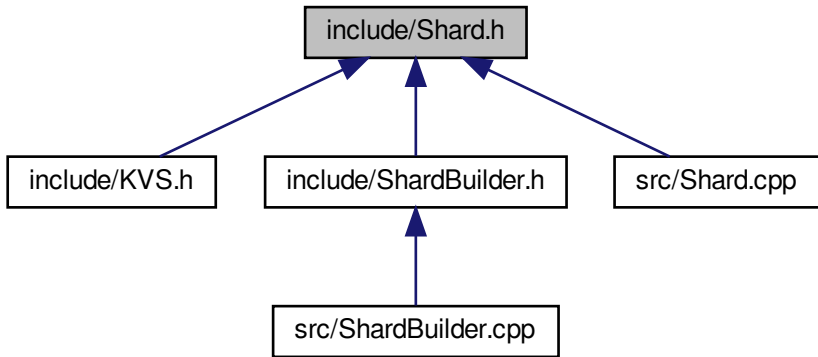 include/Shard.h
include/KVS.h
include/ShardBuilder.h
src/Shard.cpp
src/ShardBuilder.cpp